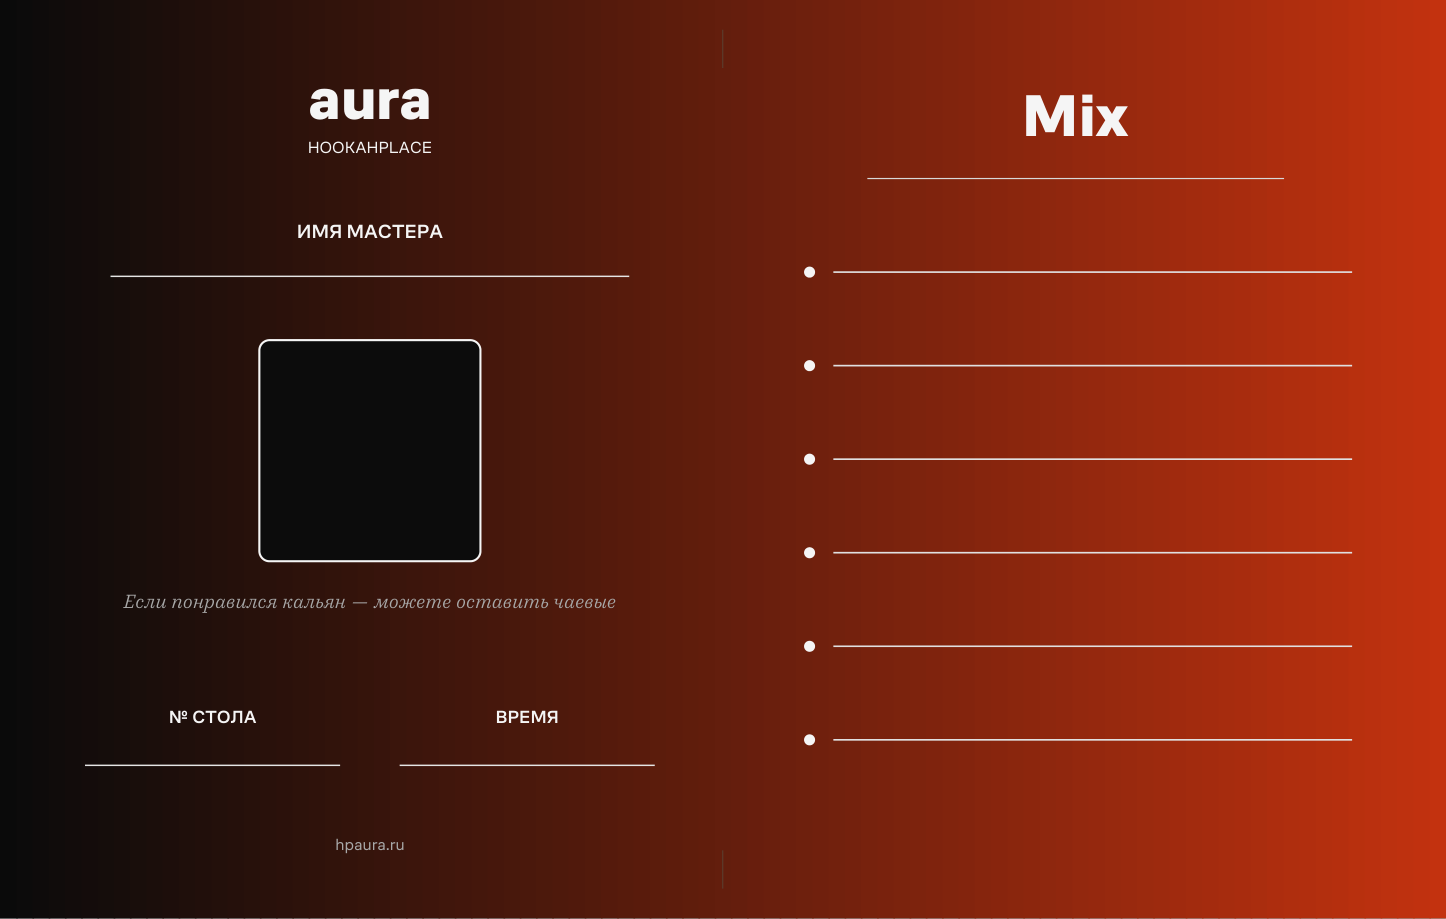 aura
HOOKAHPLACE
ИМЯ МАСТЕРА
Если понравился кальян — можете оставить чаевые
№ СТОЛА
ВРЕМЯ
hpaura.ru
Mix